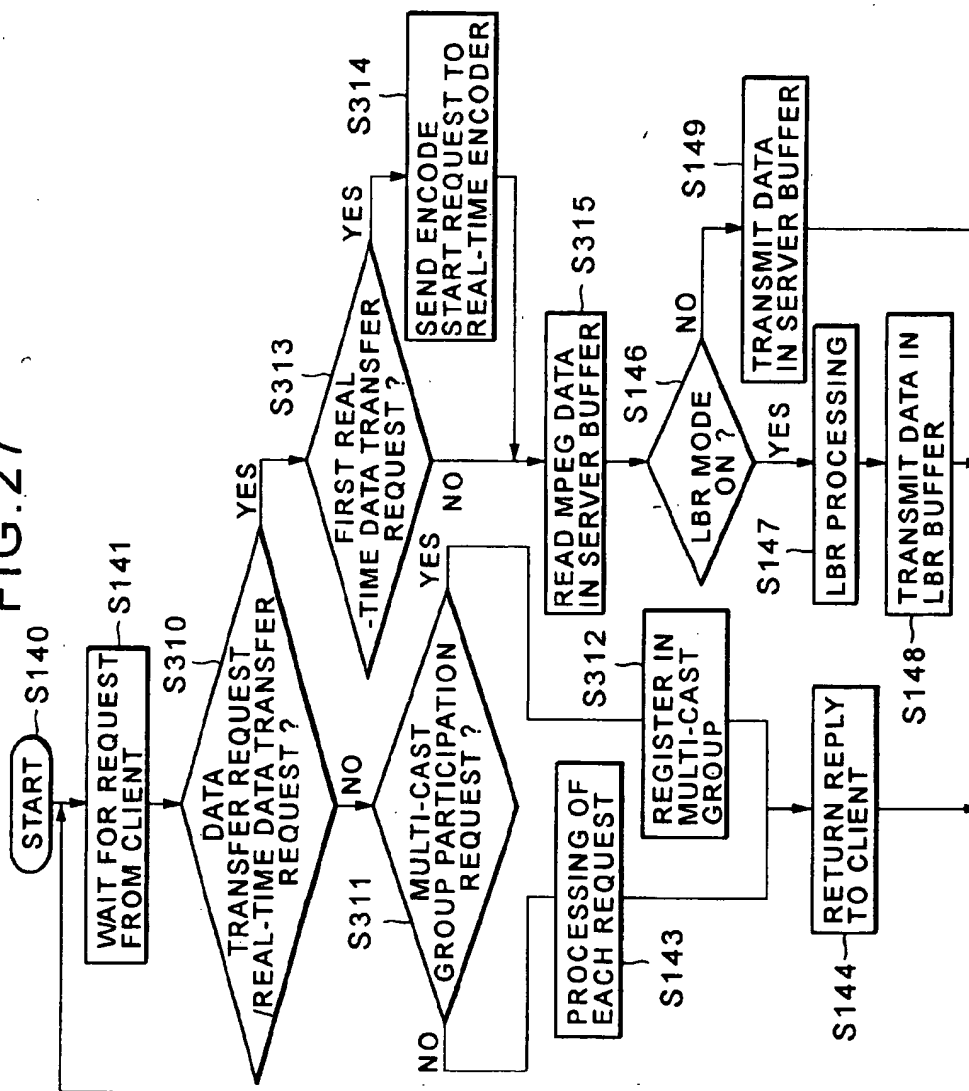 FIG.27
START
S140
WAIT FOR REQUEST
FROM CLIENT
S141
DATA
TRANSFER REQUEST
/REAL-TIME DATA TRANSFER
REQUEST ?
S310
YES
NO
FIRST REAL
-TIME DATA TRANSFER
REQUEST ?
S313
YES
NO
SEND ENCODE
START REQUEST TO
REAL-TIME ENCODER
S314
MULTI-CAST
GROUP PARTICIPATION
REQUEST ?
S311
YES
NO
READ MPEG DATA
IN SERVER BUFFER
S315
LBR MODE
ON ?
S146
NO
YES
TRANSMIT DATA
IN SERVER BUFFER
S149
PROCESSING OF
EACH REQUEST
S143
REGISTER IN
MULTI-CAST
GROUP
S312
LBR PROCESSING
S147
RETURN REPLY
TO CLIENT
S144
TRANSMIT DATA IN
LBR BUFFER
S148